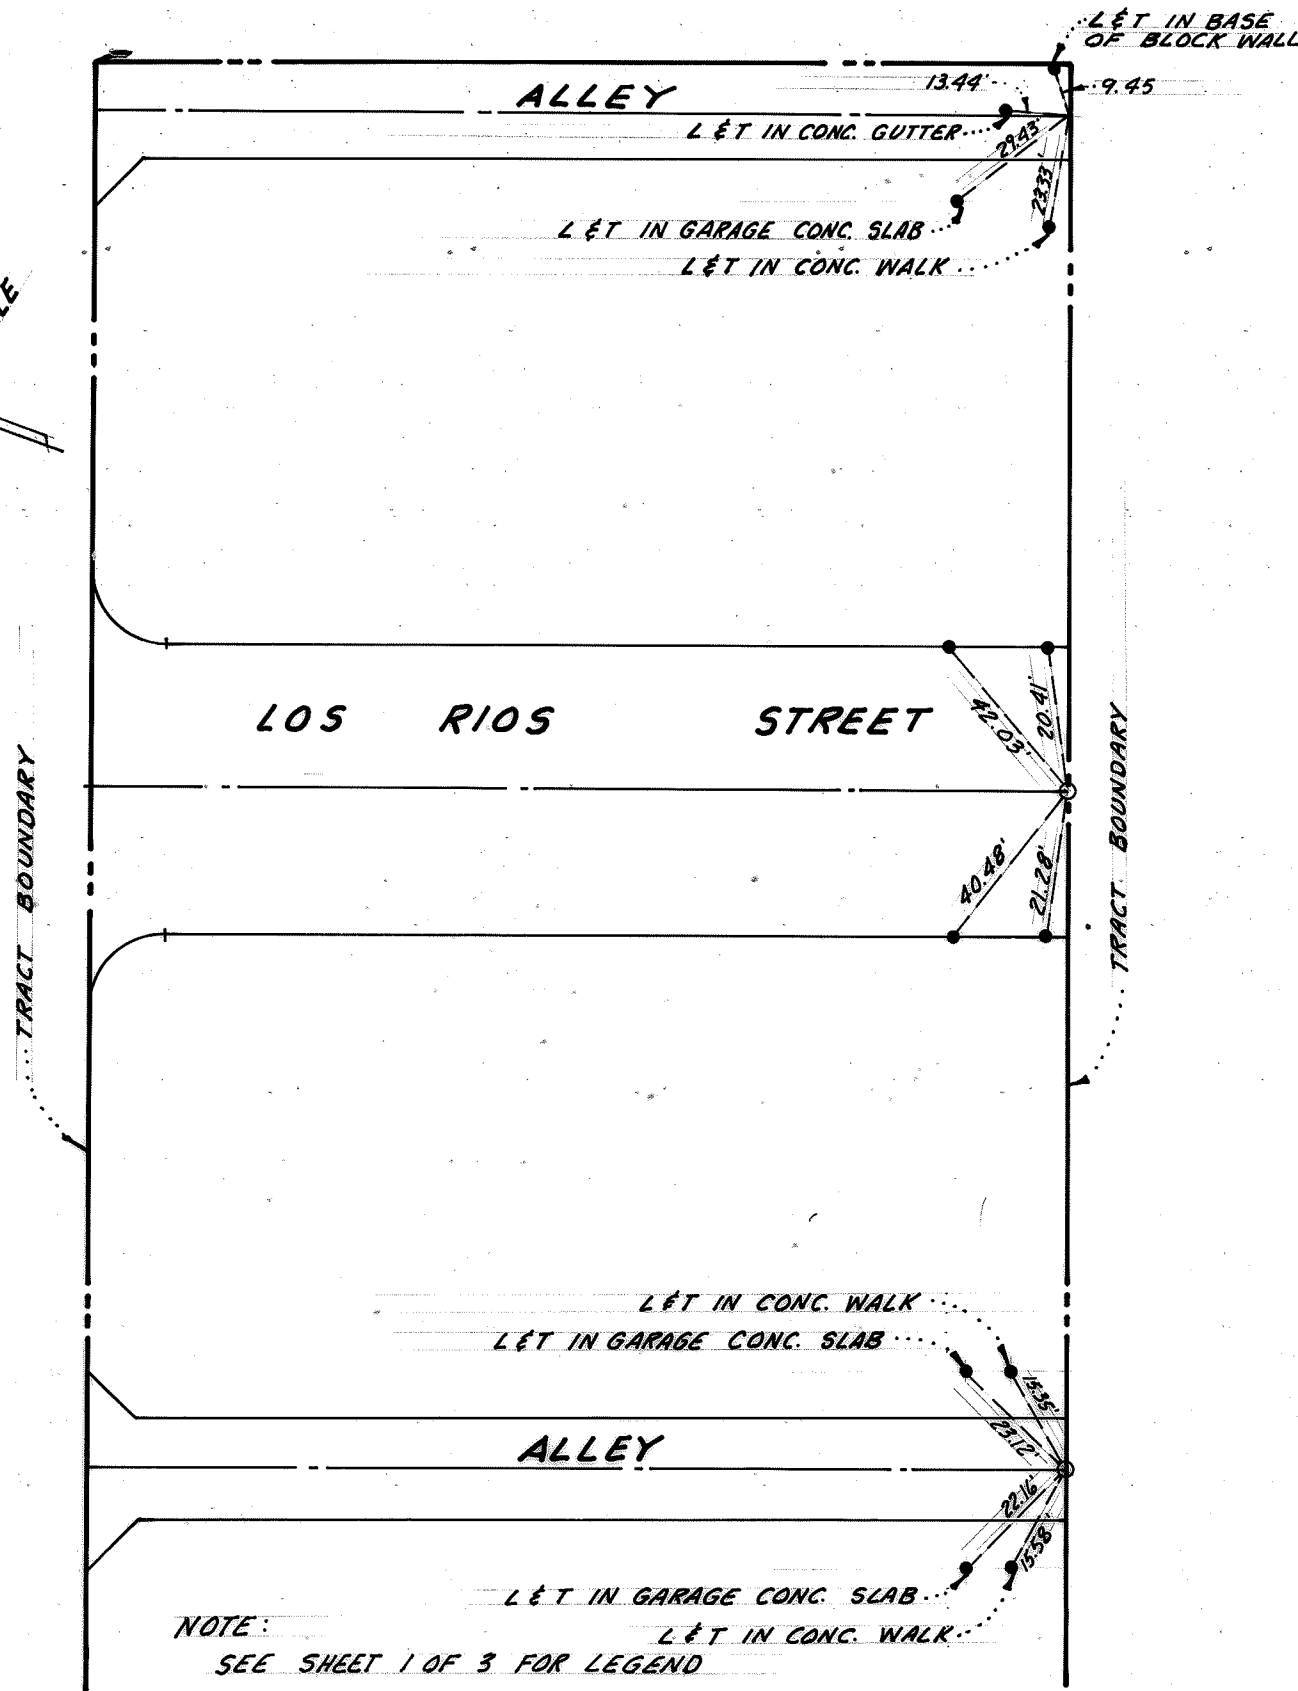 L & T IN BASE
OF BLOCK WALL
13.44'
9.45
ALLEY
L & T IN CONC. GUTTER
29.43'
23.33'
L & T IN GARAGE CONC. SLAB
L & T IN CONC. WALK
LOS RIOS STREET
42.03'
20.41'
TRACT BOUNDARY
TRACT BOUNDARY
40.48'
21.28'
L & T IN CONC. WALK
L & T IN GARAGE CONC. SLAB
15.35'
23.12'
ALLEY
22.16'
15.58'
L & T IN GARAGE CONC. SLAB
NOTE:
L & T IN CONC. WALK
SEE SHEET 1 OF 3 FOR LEGEND